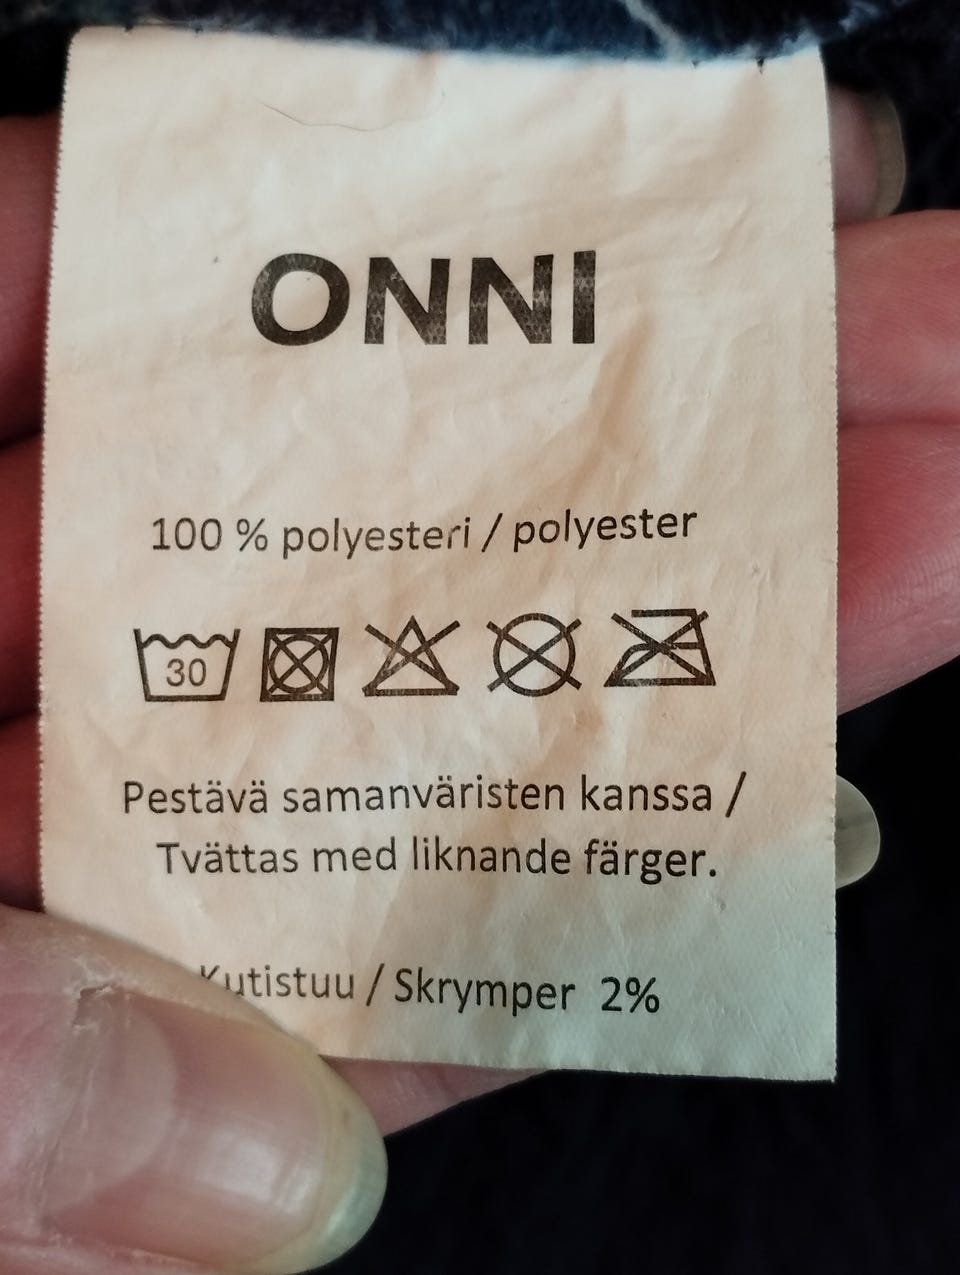 ONNI
100 % polyesteri / polyester
30
Pestävä samanväristen kanssa /
Tvättas med liknande färger.
Kutistuu / Skrymper 2%